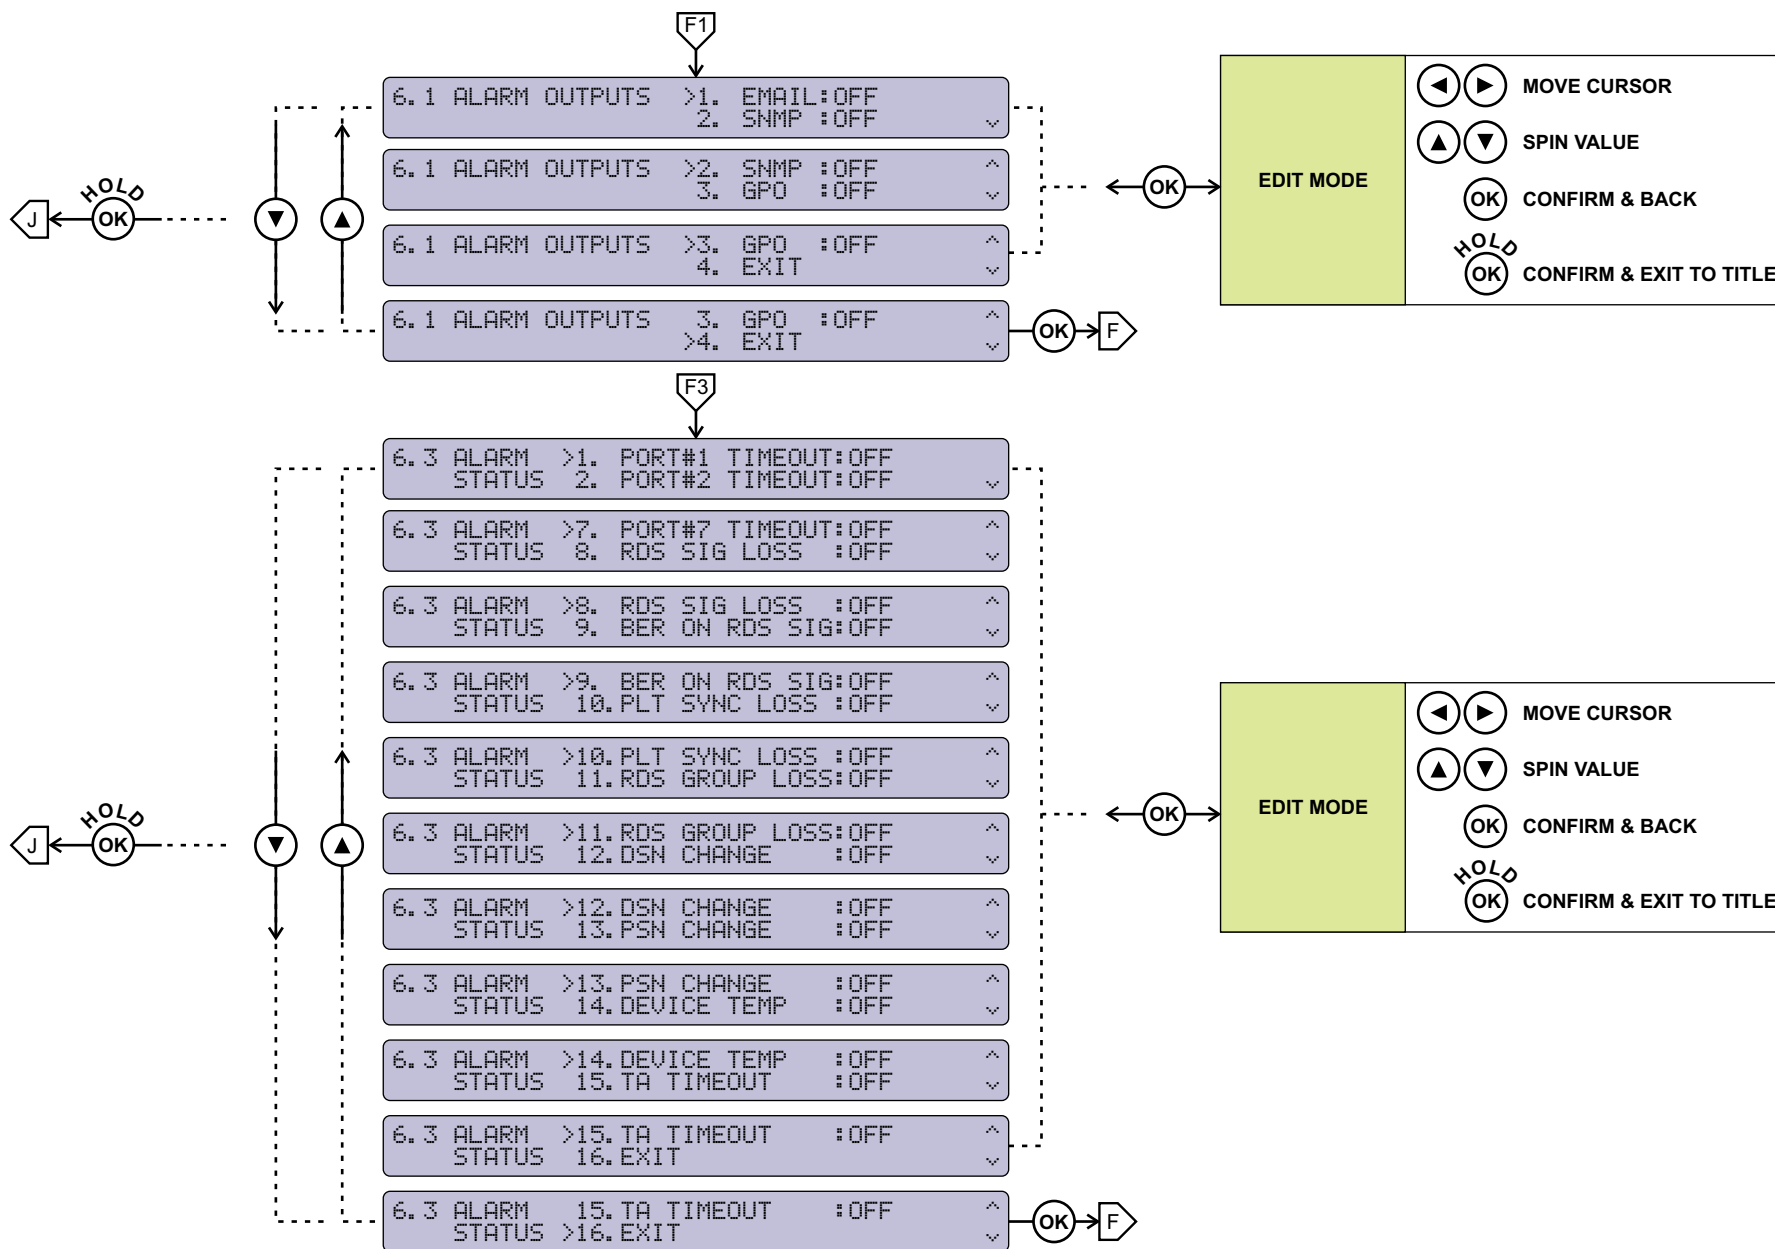 F1
6.1 ALARM OUTPUTS >1. EMAIL:OFF
2. SNMP :OFF
6.1 ALARM OUTPUTS >2. SNMP :OFF
3. GPO :OFF
6.1 ALARM OUTPUTS >3. GPO :OFF
4. EXIT
6.1 ALARM OUTPUTS 3. GPO :OFF
>4. EXIT
J
HOLD
OK
OK
F
OK
EDIT MODE
MOVE CURSOR
SPIN VALUE
OK CONFIRM & BACK
HOLD
OK CONFIRM & EXIT TO TITLE
F3
6.3 ALARM >1. PORT#1 TIMEOUT:OFF
STATUS 2. PORT#2 TIMEOUT:OFF
6.3 ALARM >7. PORT#7 TIMEOUT:OFF
STATUS 8. RDS SIG LOSS :OFF
6.3 ALARM >8. RDS SIG LOSS :OFF
STATUS 9. BER ON RDS SIG:OFF
6.3 ALARM >9. BER ON RDS SIG:OFF
STATUS 10.PLT SYNC LOSS :OFF
6.3 ALARM >10.PLT SYNC LOSS :OFF
STATUS 11.RDS GROUP LOSS:OFF
6.3 ALARM >11.RDS GROUP LOSS:OFF
STATUS 12.DSN CHANGE :OFF
6.3 ALARM >12.DSN CHANGE :OFF
STATUS 13.PSN CHANGE :OFF
6.3 ALARM >13.PSN CHANGE :OFF
STATUS 14.DEVICE TEMP :OFF
6.3 ALARM >14.DEVICE TEMP :OFF
STATUS 15.TA TIMEOUT :OFF
6.3 ALARM >15.TA TIMEOUT :OFF
STATUS 16.EXIT
6.3 ALARM 15.TA TIMEOUT :OFF
STATUS >16.EXIT
J
HOLD
OK
OK
F
OK
EDIT MODE
MOVE CURSOR
SPIN VALUE
OK CONFIRM & BACK
HOLD
OK CONFIRM & EXIT TO TITLE